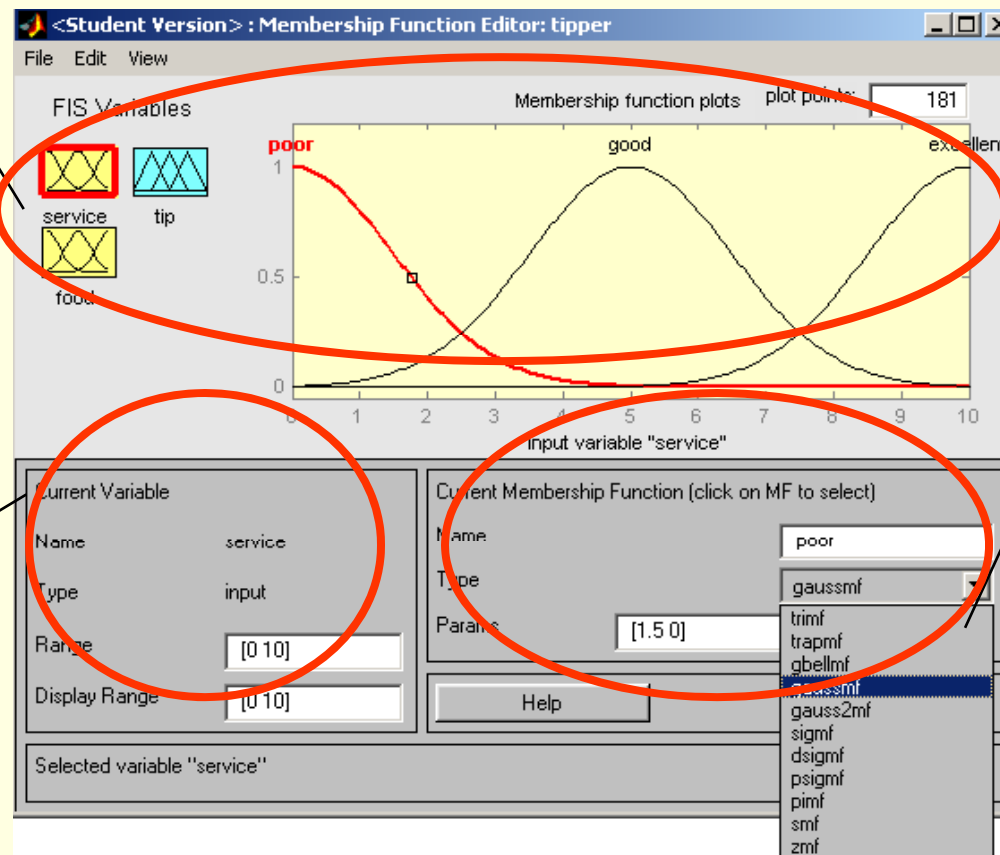 <Student Version> : Membership Function Editor: tipper
File Edit View
FIS Variables
Membership function plots plot points: 181
service tip
food
poor good excellent
1
0.5
0
0 1 2 3 4 5 6 7 8 9 10
input variable "service"
Current Variable
Name service
Type input
Range [0 10]
Display Range [0 10]
Current Membership Function (click on MF to select)
Name poor
Type gaussmf
Params [1.5 0]
trimf
trapmf
gbellmf
gaussmf
gauss2mf
sigmf
dsigmf
psigmf
pimf
smf
zmf
Help
Selected variable "service"